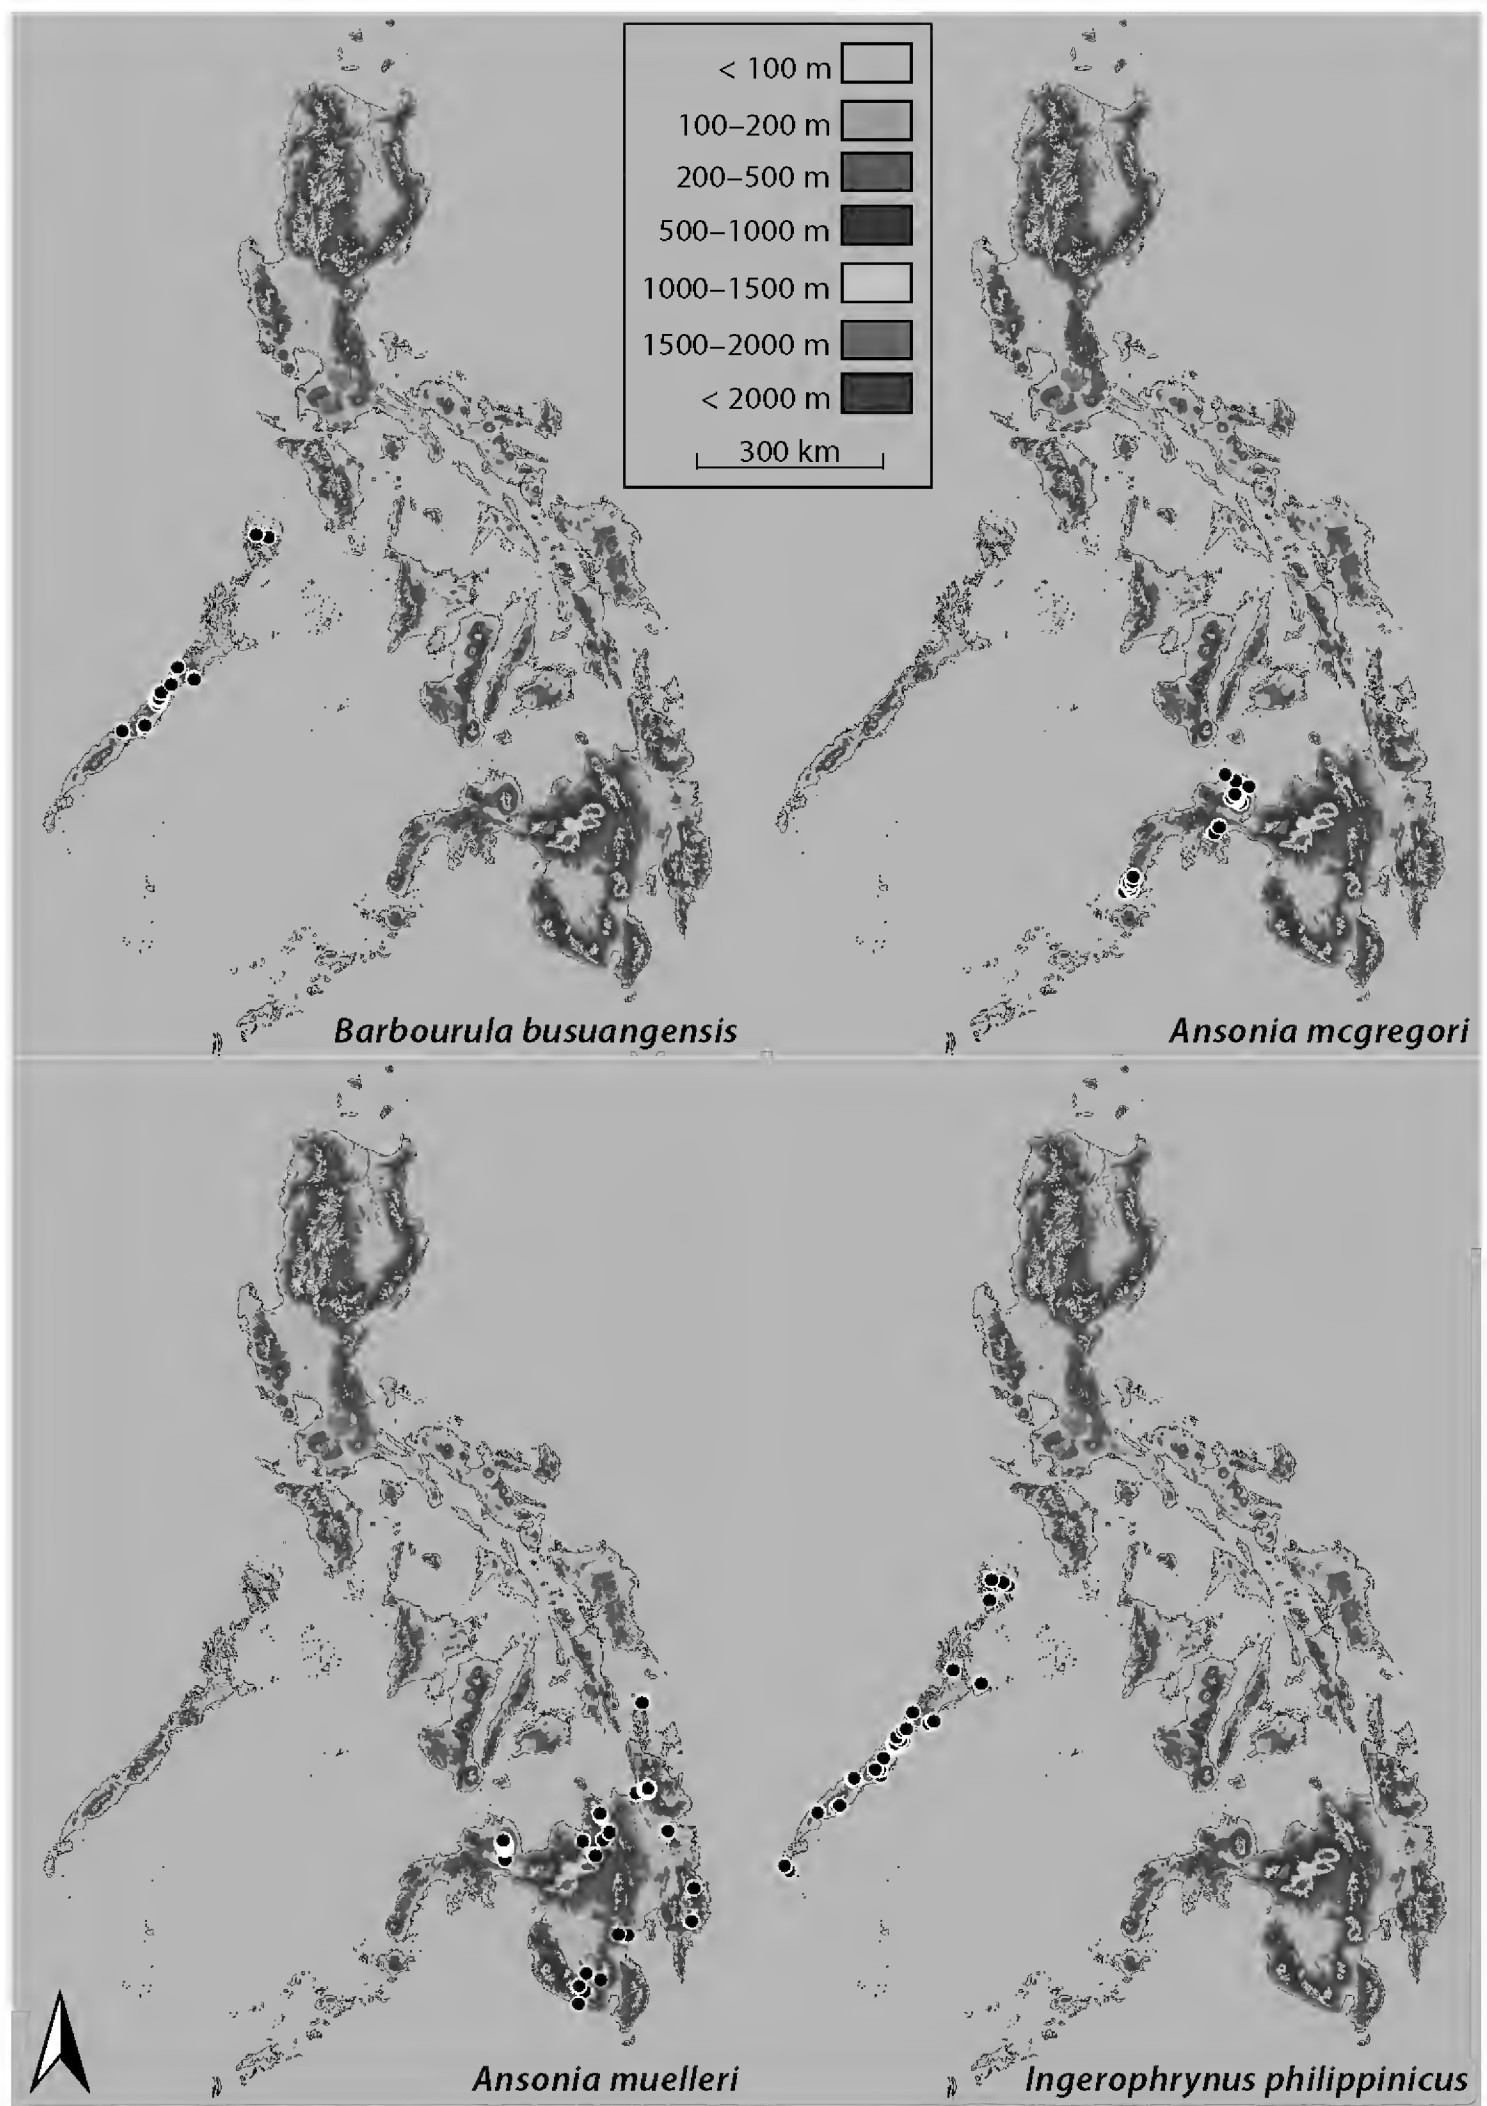 < 100 m
100–200 m
200–500 m
500–1000 m
1000–1500 m
1500–2000 m
< 2000 m
300 km
Barbourula busuangensis
Ansonia mcgregori
Ansonia muelleri
Ingerophrynus philippinicus